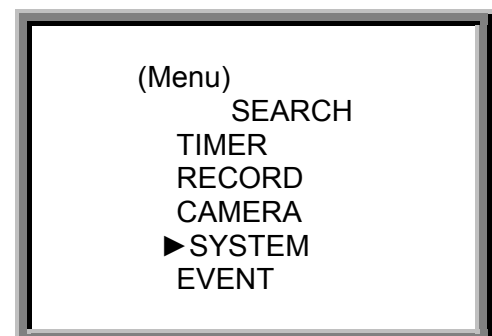 (Menu)
SEARCH
TIMER
RECORD
CAMERA
►SYSTEM
EVENT